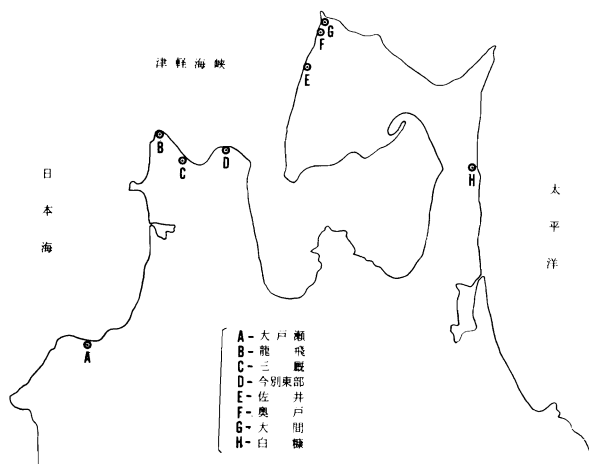 津軽海峡
日本海
太平洋
A
B
C
D
E
F
G
H
A - 大戸瀬
B - 龍飛
C - 三厩
D - 今別東部
E - 佐井
F - 奥戸
G - 大間
H - 白糠